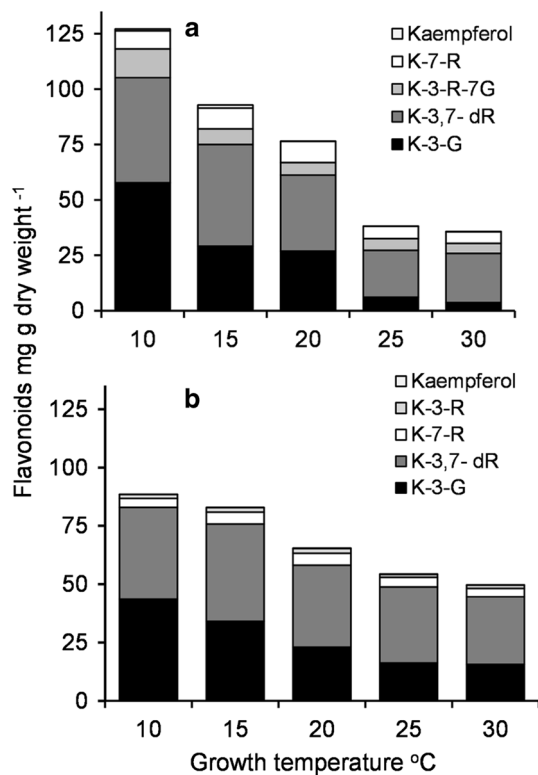 Flavonoids mg g dry weight -1
a
125
100
75
50
25
0
Kaempferol
K-7-R
K-3-R-7G
K-3,7- dR
K-3-G
10 15 20 25 30
b
125
100
75
50
25
0
Kaempferol
K-3-R
K-7-R
K-3,7- dR
K-3-G
10 15 20 25 30
Growth temperature ºC